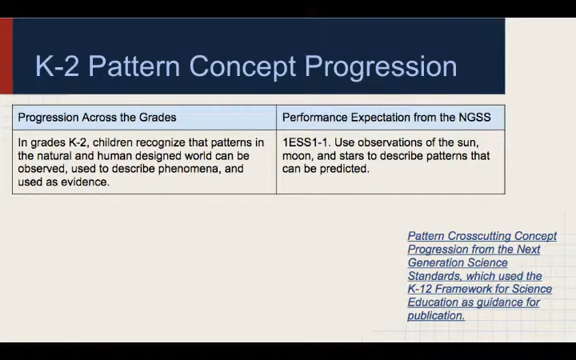 K-2 Pattern Concept Progression
Progression Across the Grades
Performance Expectation from the NGSS
In grades K-2, children recognize that patterns in
the natural and human designed world can be
observed, used to describe phenomena, and
used as evidence.
1ESS1-1. Use observations of the sun,
moon, and stars to describe patterns that
can be predicted.
Pattern Crosscutting Concept
Progression from the Next
Generation Science
Standards, which used the
K-12 Framework for Science
Education as guidance for
publication.